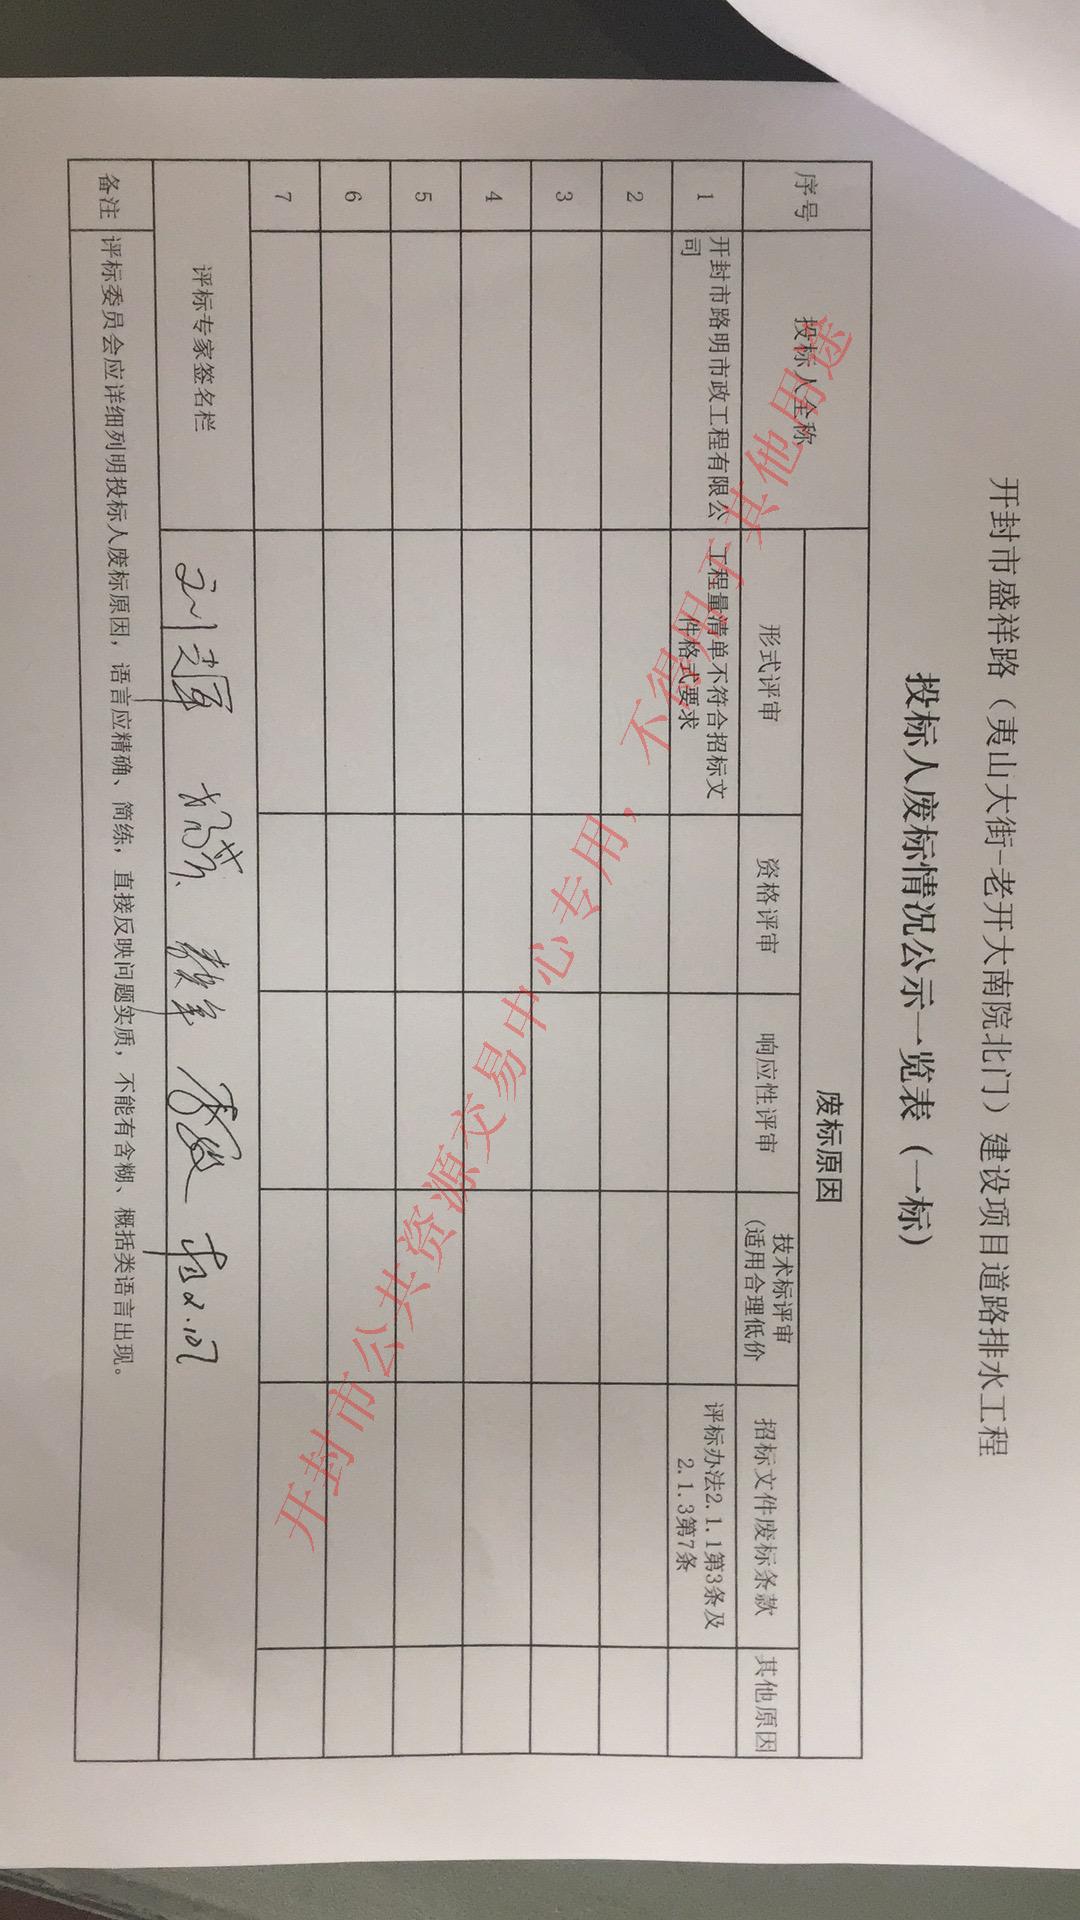 开封市盛祥路（夷山大街-老开大南院北门）建设项目道路排水工程
投标人废标情况公示一览表（一标）
序号
投标人全称
废标原因
形式评审
资格评审
响应性评审
技术标评审
(适用合理低价
招标文件废标条款
其他原因
1
开封市路明市政工程有限公
司
工程量清单不符合招标文
件格式要求
评标办法2.1.1第3条及
2.1.3第7条
2
3
4
5
6
7
评标专家签名栏
备注
评标委员会应详细列明投标人废标原因，语言应精确、简练，直接反映问题实质，不能有含糊、概括类语言出现。
开封市公共资源交易中心专用，不得用于其他用途